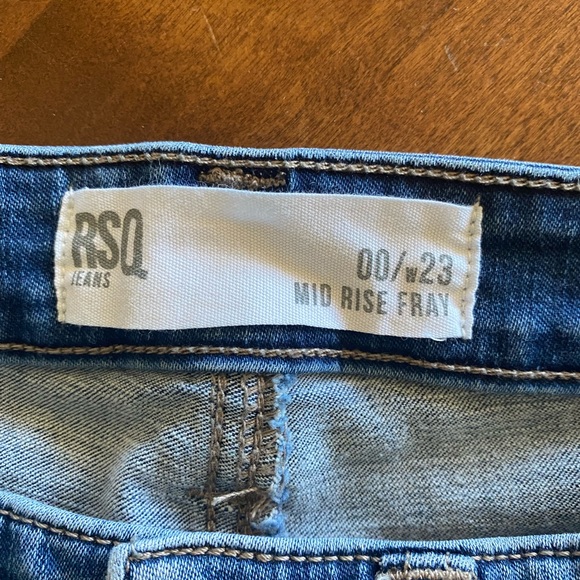 RSQ
JEANS
00/W23
MID RISE FRAY